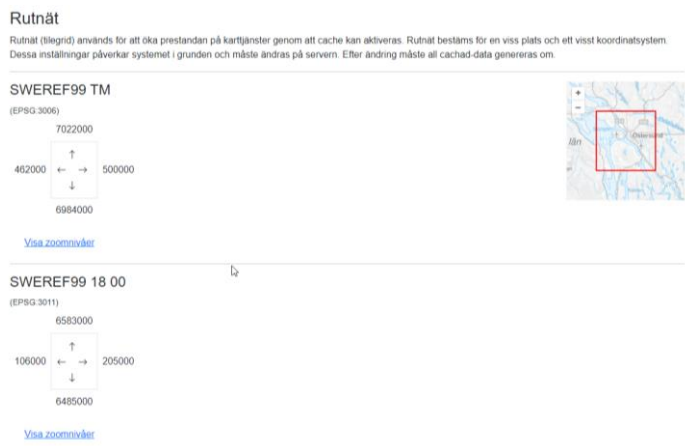 Rutnät
Rutnät (tilegrid) används för att öka prestandan på karttjänster genom att cache kan aktiveras. Rutnät bestäms för en viss plats och ett visst koordinatsystem.
Dessa inställningar påverkar systemet i grunden och måste ändras på servern. Efter ändring måste all cachad-data genereras om.
SWEREF99 TM
(EPSG:3006)
7022000
462000 ← → 500000
↑
↓
6984000
Visa zoomnivåer
+
−
län
Östersund
SWEREF99 18 00
(EPSG:3011)
6583000
106000 ← → 205000
↑
↓
6485000
Visa zoomnivåer